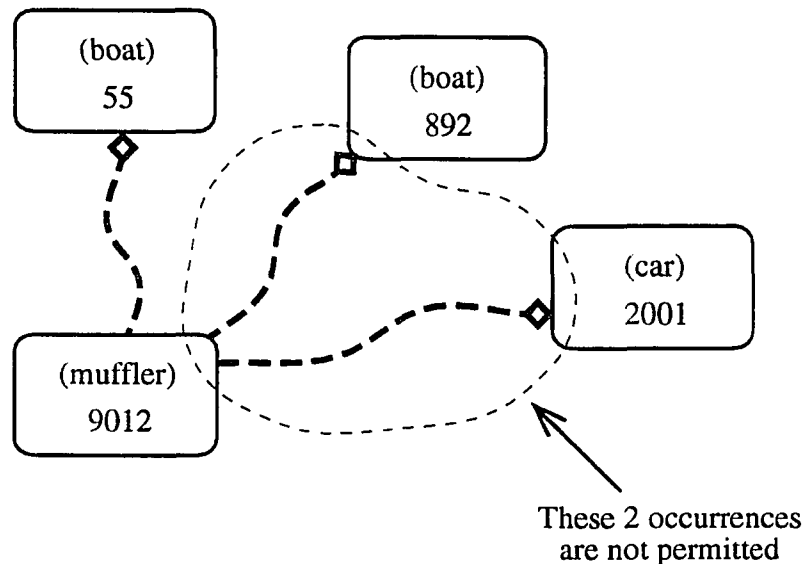 (boat)
55
(boat)
892
(car)
2001
(muffler)
9012
These 2 occurrences
are not permitted